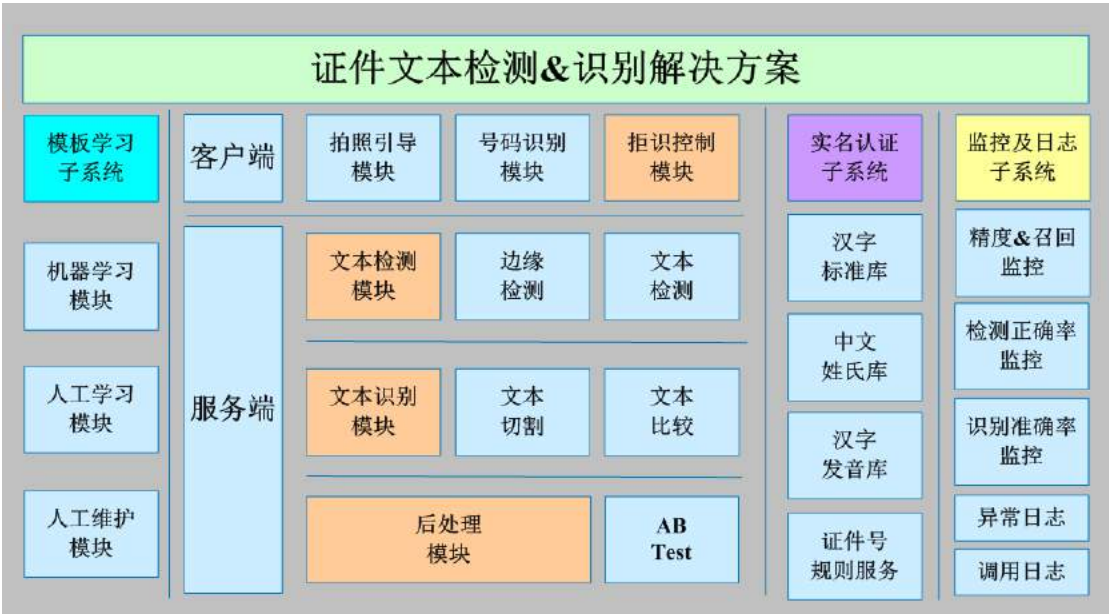 证件文本检测&识别解决方案
模板学习
子系统
机器学习
模块
人工学习
模块
人工维护
模块
客户端
拍照引导
模块
号码识别
模块
拒识控制
模块
服务端
文本检测
模块
边缘
检测
文本
检测
文本识别
模块
文本
切割
文本
比较
后处理
模块
AB
Test
实名认证
子系统
汉字
标准库
中文
姓氏库
汉字
发音库
证件号
规则服务
监控及日志
子系统
精度&召回
监控
检测正确率
监控
识别准确率
监控
异常日志
调用日志